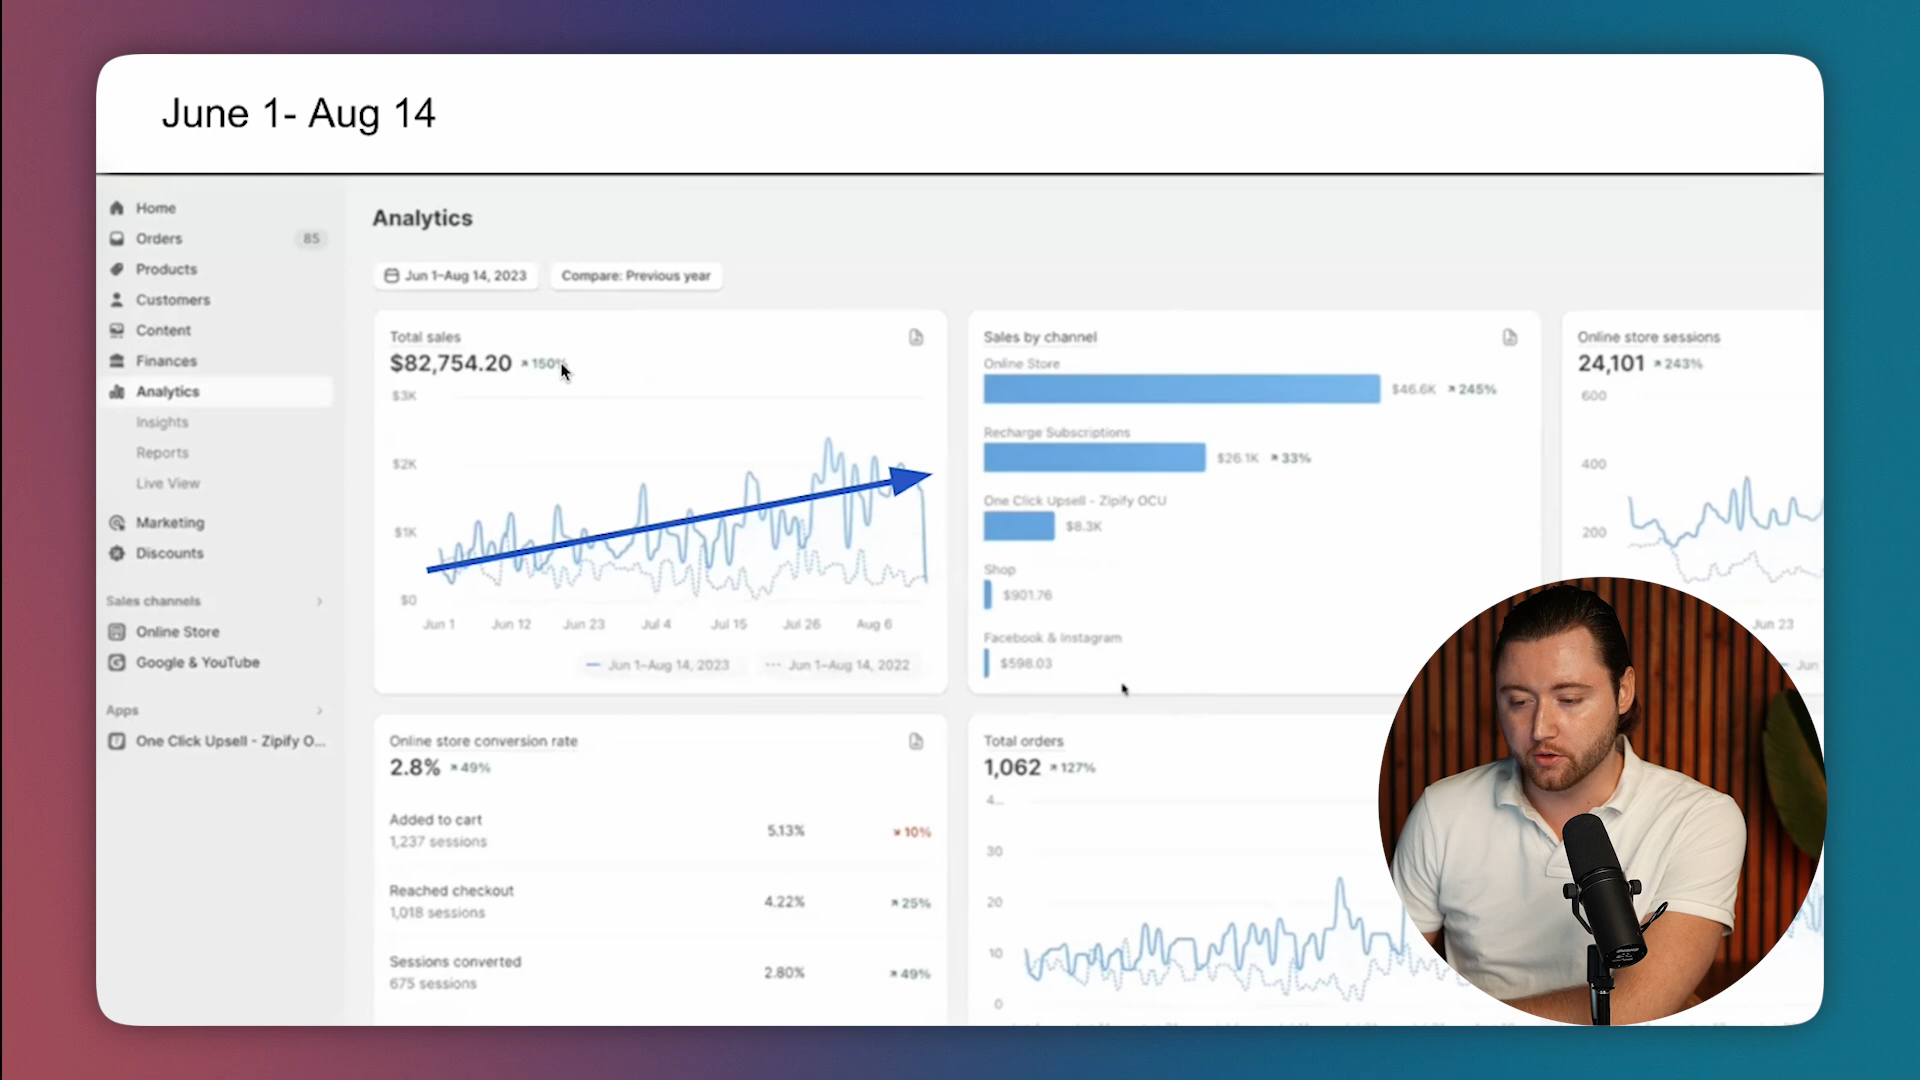 June 1- Aug 14
Home
Orders 85
Products
Customers
Content
Finances
Analytics
Insights
Reports
Live View
Marketing
Discounts
Sales channels
Online Store
Google & YouTube
Apps
One Click Upsell - Zipify O...
Analytics
Jun 1–Aug 14, 2023 Compare: Previous year
Total sales
$82,754.20 150%
$3K
$2K
$1K
$0
Jun 1 Jun 12 Jun 23 Jul 4 Jul 15 Jul 26 Aug 6
Jun 1–Aug 14, 2023 Jun 1–Aug 14, 2022
Sales by channel
Online Store
$46.6K 245%
Recharge Subscriptions
$26.1K 33%
One Click Upsell - Zipify OCU
$8.3K
Shop
$901.76
Facebook & Instagram
$598.03
Online store sessions
24,101 243%
600
400
200
Jun 23
Jun
Online store conversion rate
2.8% 49%
Added to cart
1,237 sessions
5.13% 10%
Reached checkout
1,018 sessions
4.22% 25%
Sessions converted
675 sessions
2.80% 49%
Total orders
1,062 127%
4...
30
20
10
0